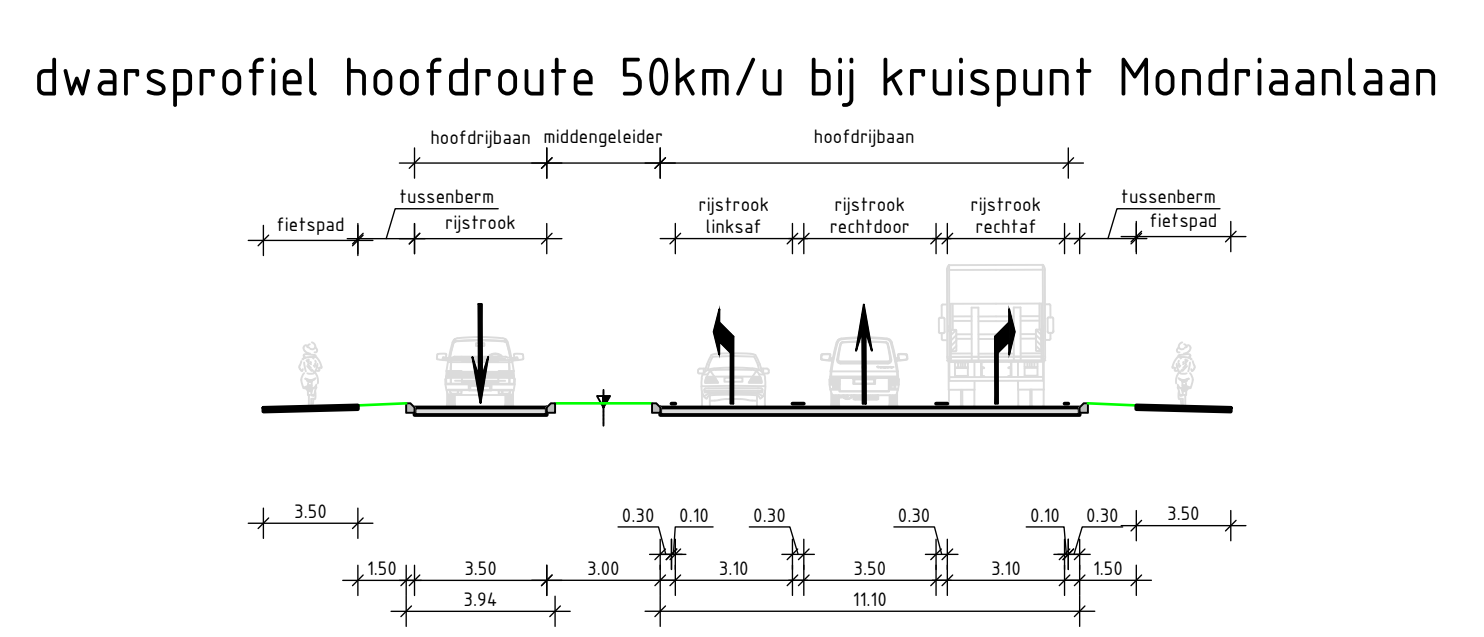 dwarsprofiel hoofdroute 50km/u bij kruispunt Mondriaanlaan
hoofdrijbaan middengeleider hoofdrijbaan
tussenberm tussenberm
rijstrook rijstrook rijstrook
fietspad rijstrook linksaf rechtdoor rechtaf fietspad
3.50 0.30 0.10 0.30 0.30 0.10 0.30 3.50
1.50 3.50 3.00 3.10 3.50 3.10 1.50
3.94 11.10